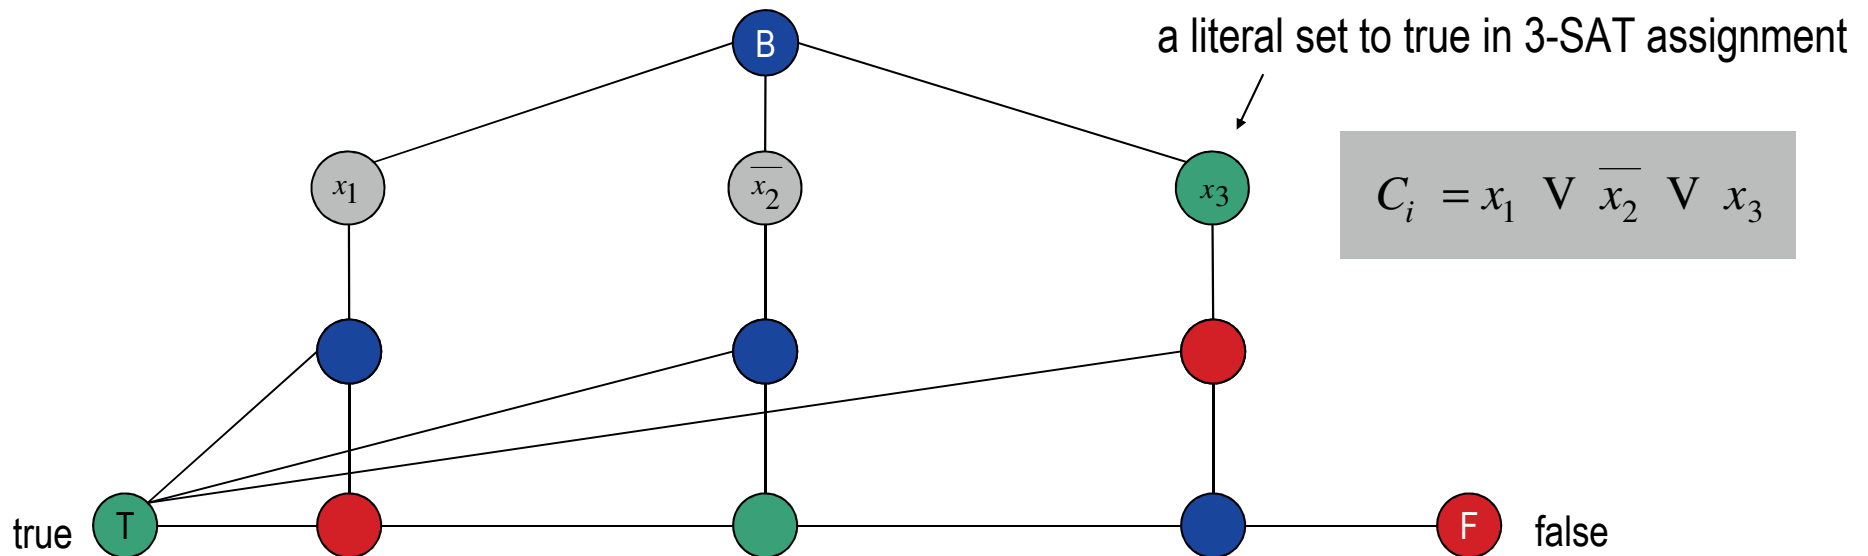 B
a literal set to true in 3-SAT assignment
x₁
x̅₂
x₃
Cᵢ = x₁ V x̅₂ V x₃
true
T
F
false